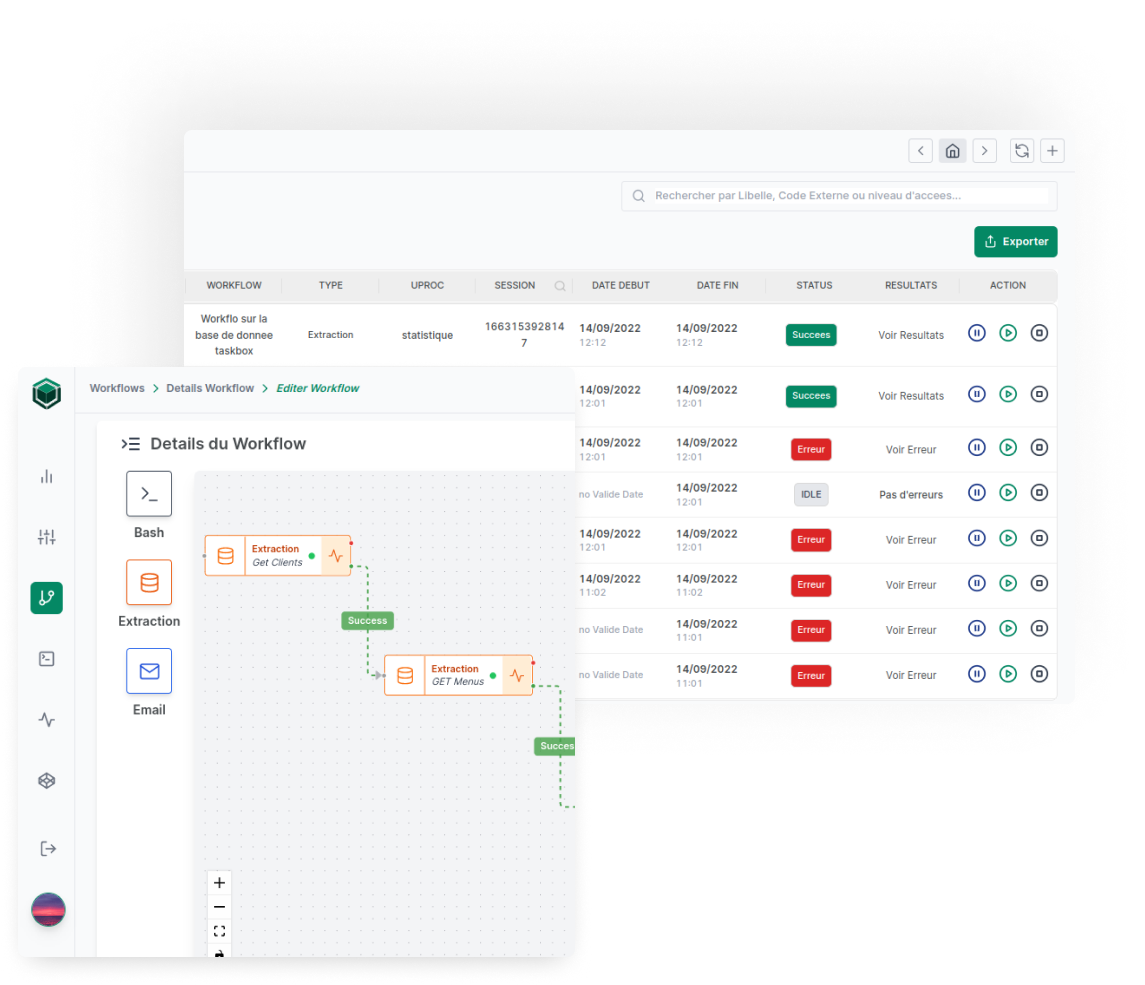 Rechercher par Libelle, Code Externe ou niveau d'accees...
Exporter
WORKFLOW TYPE UPROC SESSION DATE DEBUT DATE FIN STATUS RESULTATS ACTION
Workflo sur la
base de donnee
taskbox
Extraction
statistique
166315392814
7
14/09/2022
12:12
14/09/2022
12:12
Succees
Voir Resultats
14/09/2022
12:01
14/09/2022
12:01
Succees
Voir Resultats
14/09/2022
12:01
14/09/2022
12:01
Erreur
Voir Erreur
no Valide Date
14/09/2022
12:01
IDLE
Pas d'erreurs
14/09/2022
12:01
14/09/2022
12:01
Erreur
Voir Erreur
14/09/2022
11:02
14/09/2022
11:02
Erreur
Voir Erreur
no Valide Date
14/09/2022
11:01
Erreur
Voir Erreur
no Valide Date
14/09/2022
11:01
Erreur
Voir Erreur
Workflows > Details Workflow > Editer Workflow
Details du Workflow
Bash
Extraction
Email
Extraction
Get Clients
Success
Extraction
GET Menus
Succes